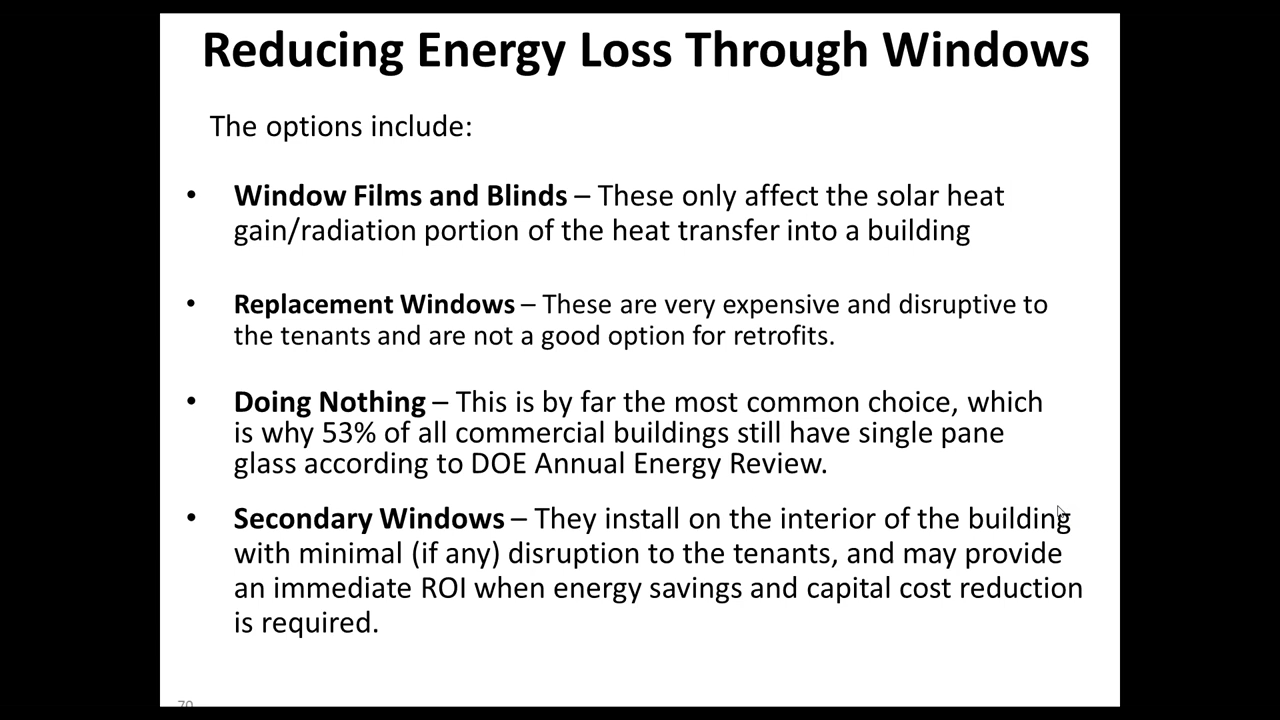 Reducing Energy Loss Through Windows
The options include:
• Window Films and Blinds – These only affect the solar heat
gain/radiation portion of the heat transfer into a building
• Replacement Windows – These are very expensive and disruptive to
the tenants and are not a good option for retrofits.
• Doing Nothing – This is by far the most common choice, which
is why 53% of all commercial buildings still have single pane
glass according to DOE Annual Energy Review.
• Secondary Windows – They install on the interior of the building
with minimal (if any) disruption to the tenants, and may provide
an immediate ROI when energy savings and capital cost reduction
is required.